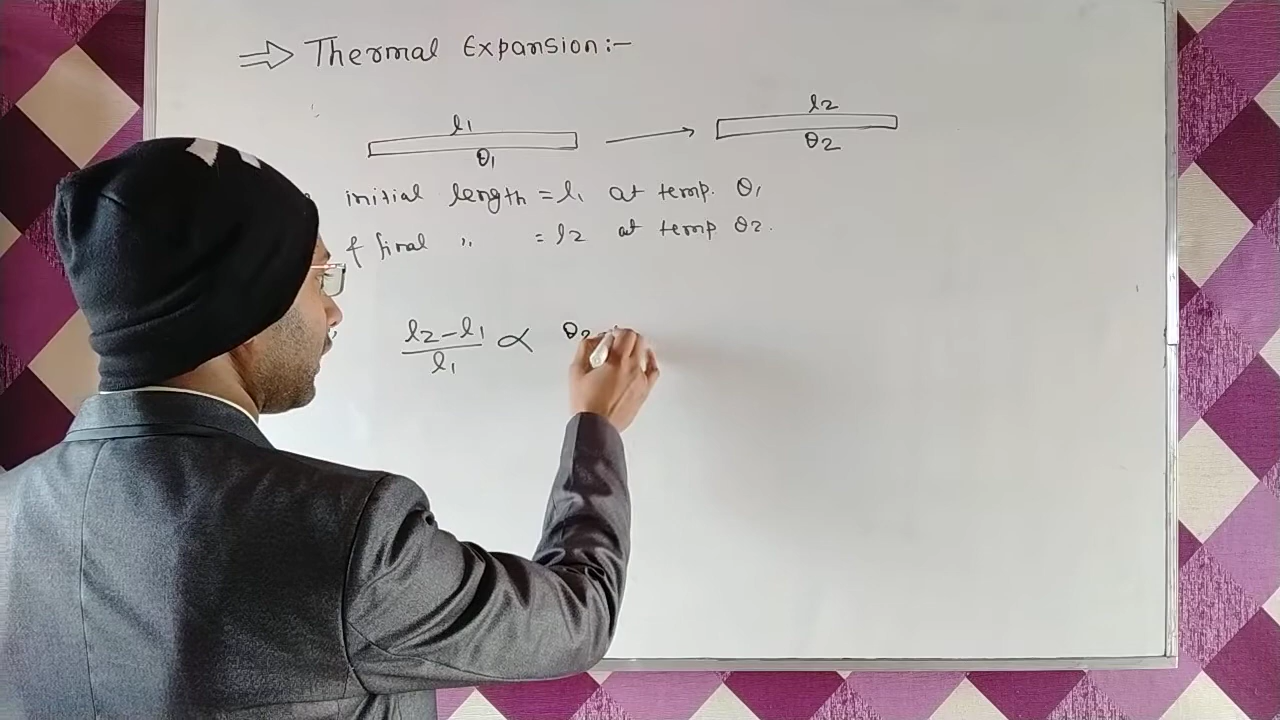 ⇒ Thermal Expansion:-
l₁ → l₂
θ₁ θ₂
initial length = l₁ at temp. θ₁
& final ,, = l₂ at temp θ₂.
(l₂-l₁)/l₁ ∝ θ₂-